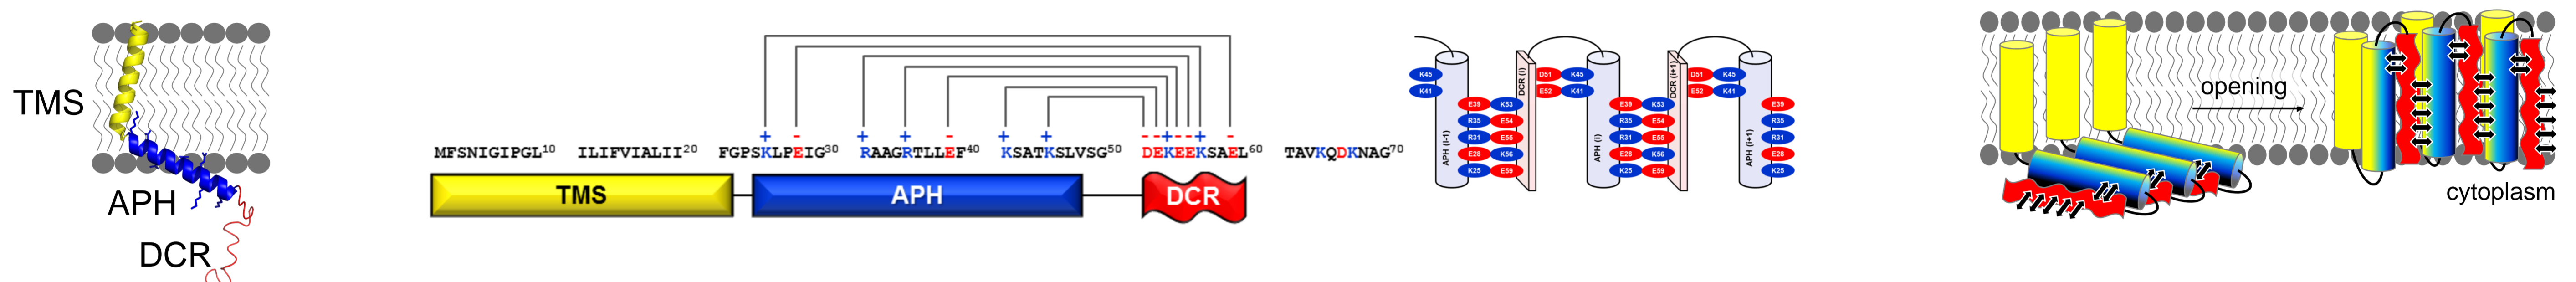 TMS
APH
DCR
+ - + + - + + - - + - - + -
MFSNIGIPGL10 ILIFVIALII20 FGPSKLPEIG30 RAAGRTLLEF40 KSATKSLVSG50 DEKEEKSAEL60 TAVKQDKNAG70
TMS APH DCR
K45
K41
APH (i-1)
E39 K53
R35 E54
R31 E55
E28 K56
K25 E59
DCR (i)
D51 K45
E52 K41
APH (i)
E39 K53
R35 E54
R31 E55
E28 K56
K25 E59
DCR (i+1)
D51 K45
E52 K41
APH (i+1)
E39
R35
R31
E28
K25
opening
cytoplasm